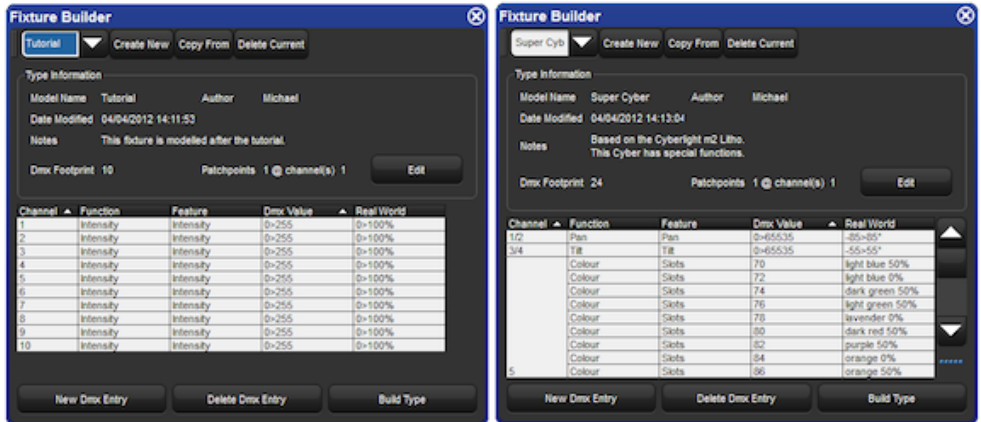 Fixture Builder
Tutorial Create New Copy From Delete Current
Type Information
Model Name Tutorial Author Michael
Date Modified 04/04/2012 14:11:53
Notes This fixture is modelled after the tutorial.
Dmx Footprint 10 Patchpoints 1 @ channel(s) 1 Edit
Channel Function Feature Dmx Value Real World
1 Intensity Intensity 0>255 0>100%
2 Intensity Intensity 0>255 0>100%
3 Intensity Intensity 0>255 0>100%
4 Intensity Intensity 0>255 0>100%
5 Intensity Intensity 0>255 0>100%
6 Intensity Intensity 0>255 0>100%
7 Intensity Intensity 0>255 0>100%
8 Intensity Intensity 0>255 0>100%
9 Intensity Intensity 0>255 0>100%
10 Intensity Intensity 0>255 0>100%
New Dmx Entry Delete Dmx Entry Build Type
Fixture Builder
Super Cyb Create New Copy From Delete Current
Type Information
Model Name Super Cyber Author Michael
Date Modified 04/04/2012 14:13:04
Notes Based on the Cyberlight m2 Litho.
This Cyber has special functions.
Dmx Footprint 24 Patchpoints 1 @ channel(s) 1 Edit
Channel Function Feature Dmx Value Real World
1/2 Pan Pan 0>65535 -85>85°
3/4 Tilt Tilt 0>65535 -55>55°
Colour Slots 70 light blue 50%
Colour Slots 72 light blue 0%
Colour Slots 74 dark green 50%
Colour Slots 76 light green 50%
Colour Slots 78 lavender 0%
Colour Slots 80 dark red 50%
Colour Slots 82 purple 50%
Colour Slots 84 orange 0%
5 Colour Slots 86 orange 50%
New Dmx Entry Delete Dmx Entry Build Type